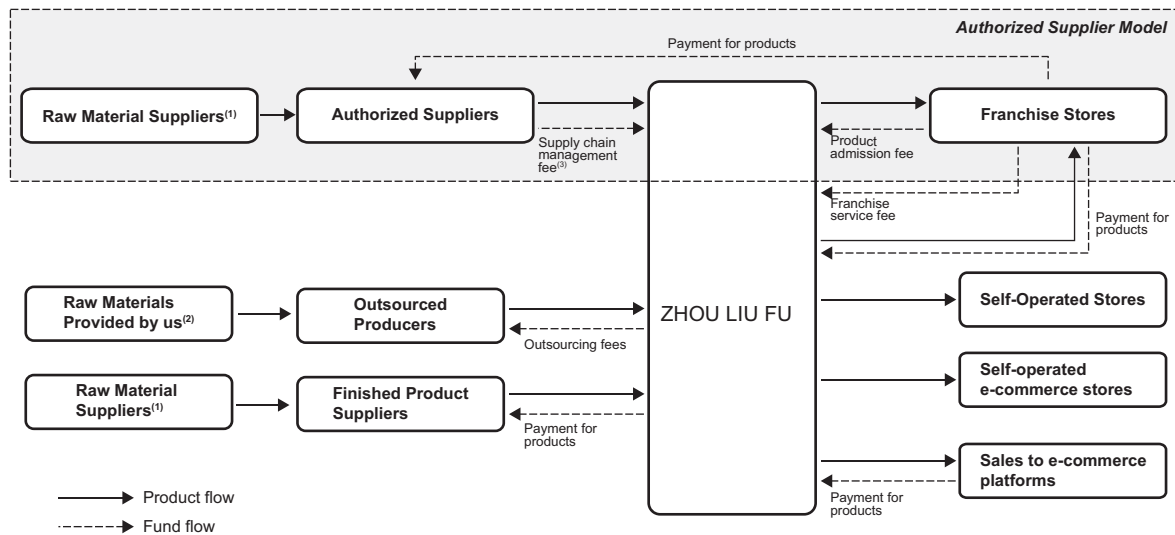 Authorized Supplier Model
Payment for products
Raw Material Suppliers(1)
Authorized Suppliers
Franchise Stores
Supply chain
management
fee(3)
Product
admission fee
Franchise
service fee
Payment for
products
Raw Materials
Provided by us(2)
Outsourced
Producers
Outsourcing fees
ZHOU LIU FU
Self-Operated Stores
Raw Material
Suppliers(1)
Finished Product
Suppliers
Payment for
products
Self-operated
e-commerce stores
Sales to e-commerce
platforms
Payment for
products
Product flow
Fund flow